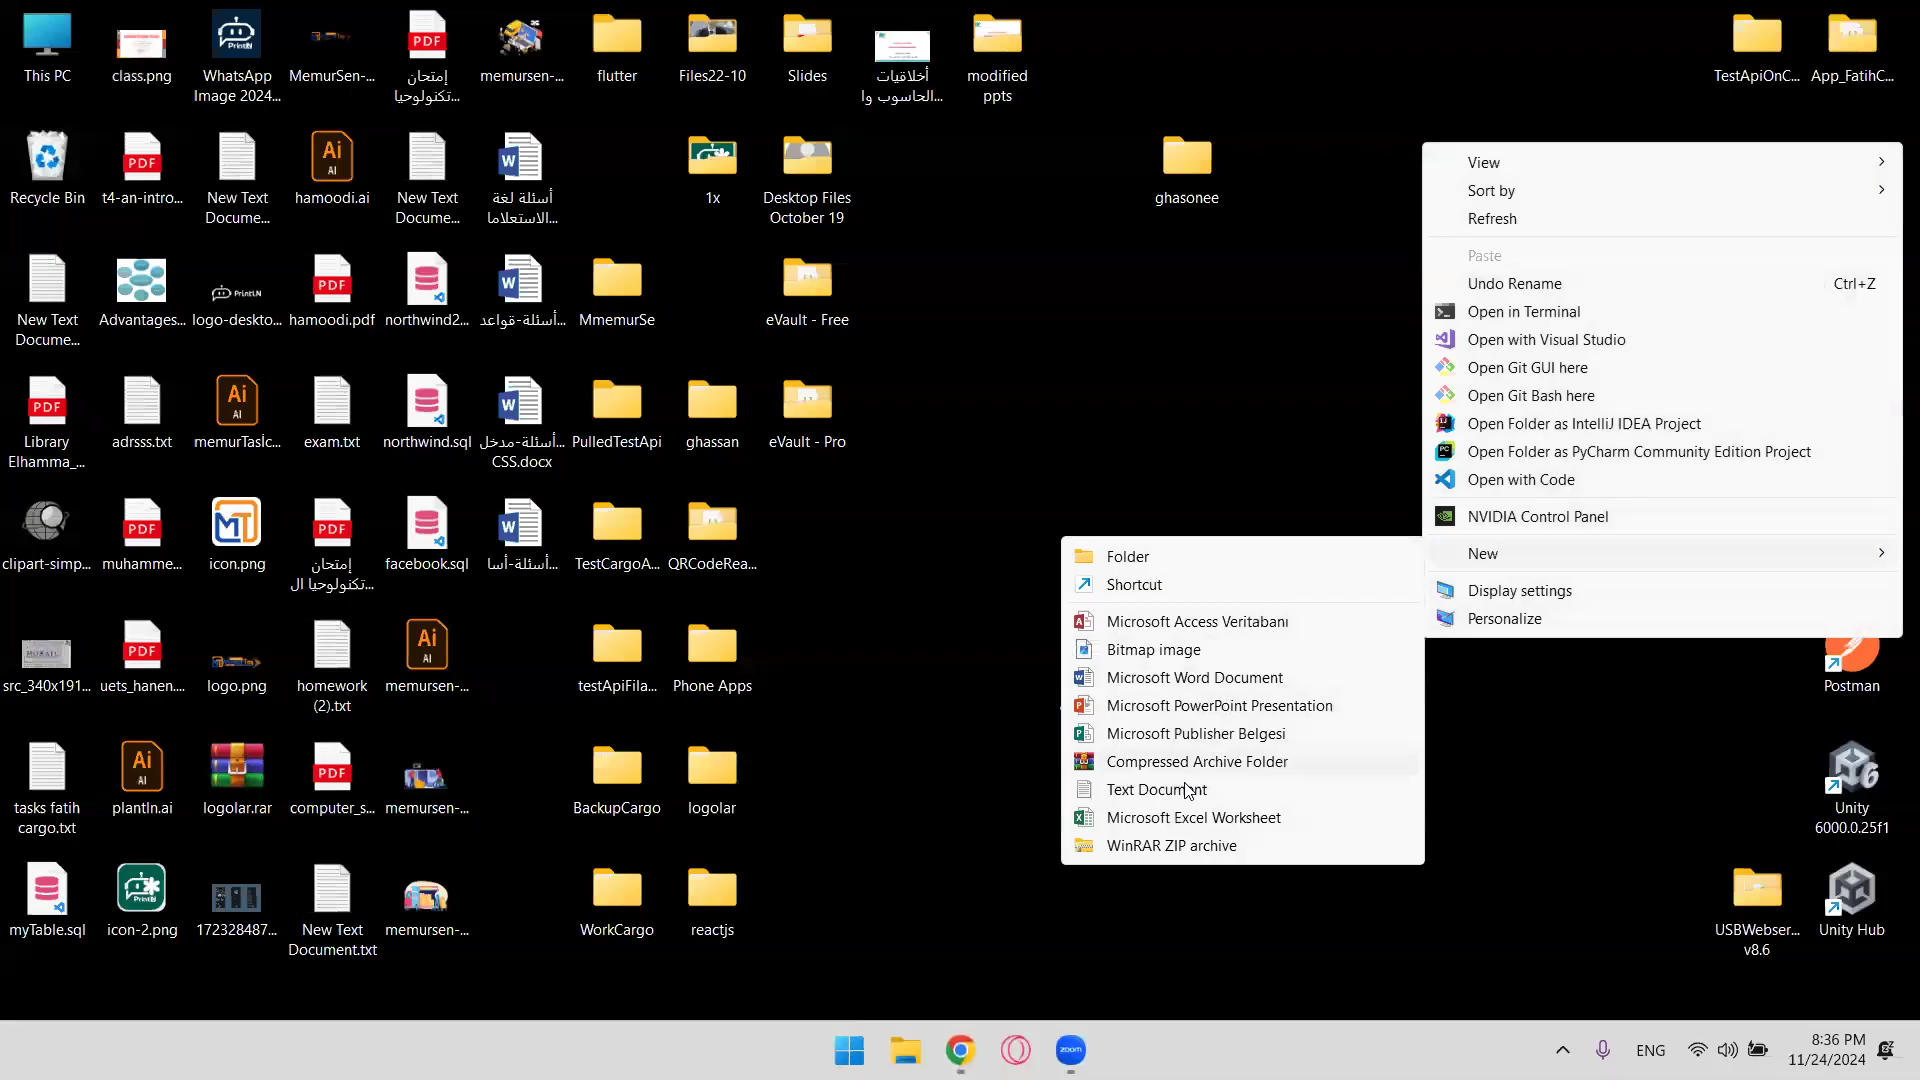 This PC
class.png
WhatsApp
Image 2024...
MemurSen-...
إمتحان
تكنولوجيا...
memursen-...
flutter
Files22-10
Slides
أخلاقيات
الحاسوب وا...
modified
ppts
TestApiOnC...
App_FatihC...
Recycle Bin
t4-an-intro...
New Text
Docume...
hamoodi.ai
New Text
Docume...
أسئلة لغة
الاستعلاما...
1x
Desktop Files
October 19
ghasonee
New Text
Docume...
Advantages...
logo-deskto...
hamoodi.pdf
northwind2...
أسئلة-قواعد...
MmemurSe
eVault - Free
Library
Elhamma_...
adrsss.txt
memurTasİc...
exam.txt
northwind.sql
أسئلة-مدخل...
CSS.docx
PulledTestApi
ghassan
eVault - Pro
clipart-simp...
muhamme...
icon.png
إمتحان
تكنولوجيا ال...
facebook.sql
أسئلة-أسا...
TestCargoA...
QRCodeRea...
src_340x191...
uets_hanen....
logo.png
homework
(2).txt
memursen-...
testApiFila...
Phone Apps
Postman
tasks fatih
cargo.txt
plantln.ai
logolar.rar
computer_s...
memursen-...
BackupCargo
logolar
Unity
6000.0.25f1
myTable.sql
icon-2.png
172328487...
New Text
Document.txt
memursen-...
WorkCargo
reactjs
USBWebser...
v8.6
Unity Hub
View
Sort by
Refresh
Paste
Undo Rename Ctrl+Z
Open in Terminal
Open with Visual Studio
Open Git GUI here
Open Git Bash here
Open Folder as IntelliJ IDEA Project
Open Folder as PyCharm Community Edition Project
Open with Code
NVIDIA Control Panel
New
Display settings
Personalize
Folder
Shortcut
Microsoft Access Veritabanı
Bitmap image
Microsoft Word Document
Microsoft PowerPoint Presentation
Microsoft Publisher Belgesi
Compressed Archive Folder
Text Document
Microsoft Excel Worksheet
WinRAR ZIP archive
zoom
ENG
8:36 PM
11/24/2024